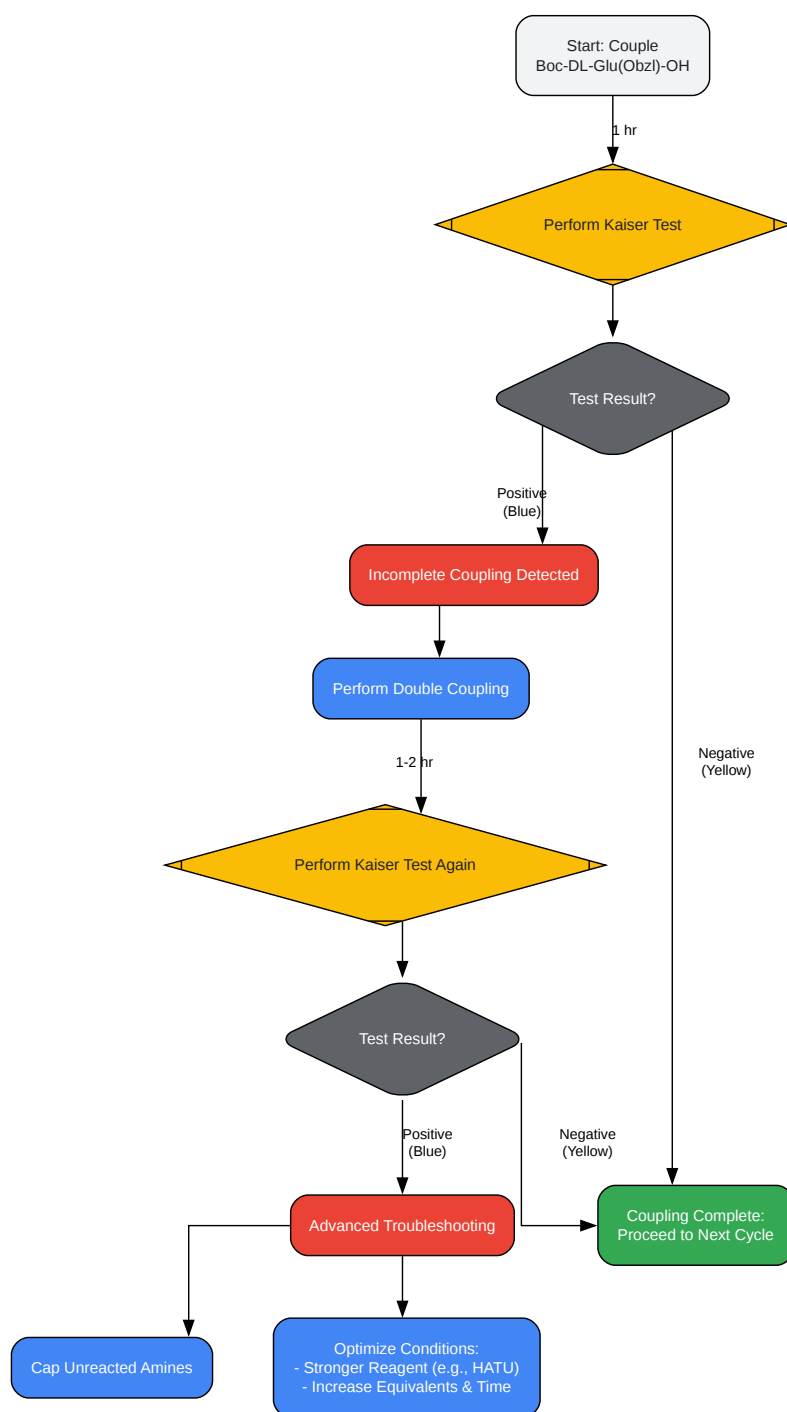 Start: Couple
Boc-DL-Glu(Obzl)-OH
1 hr
Perform Kaiser Test
Test Result?
Positive
(Blue)
Incomplete Coupling Detected
Perform Double Coupling
Negative
(Yellow)
1-2 hr
Perform Kaiser Test Again
Test Result?
Positive
(Blue)
Negative
(Yellow)
Advanced Troubleshooting
Coupling Complete:
Proceed to Next Cycle
Cap Unreacted Amines
Optimize Conditions:
- Stronger Reagent (e.g., HATU)
- Increase Equivalents & Time